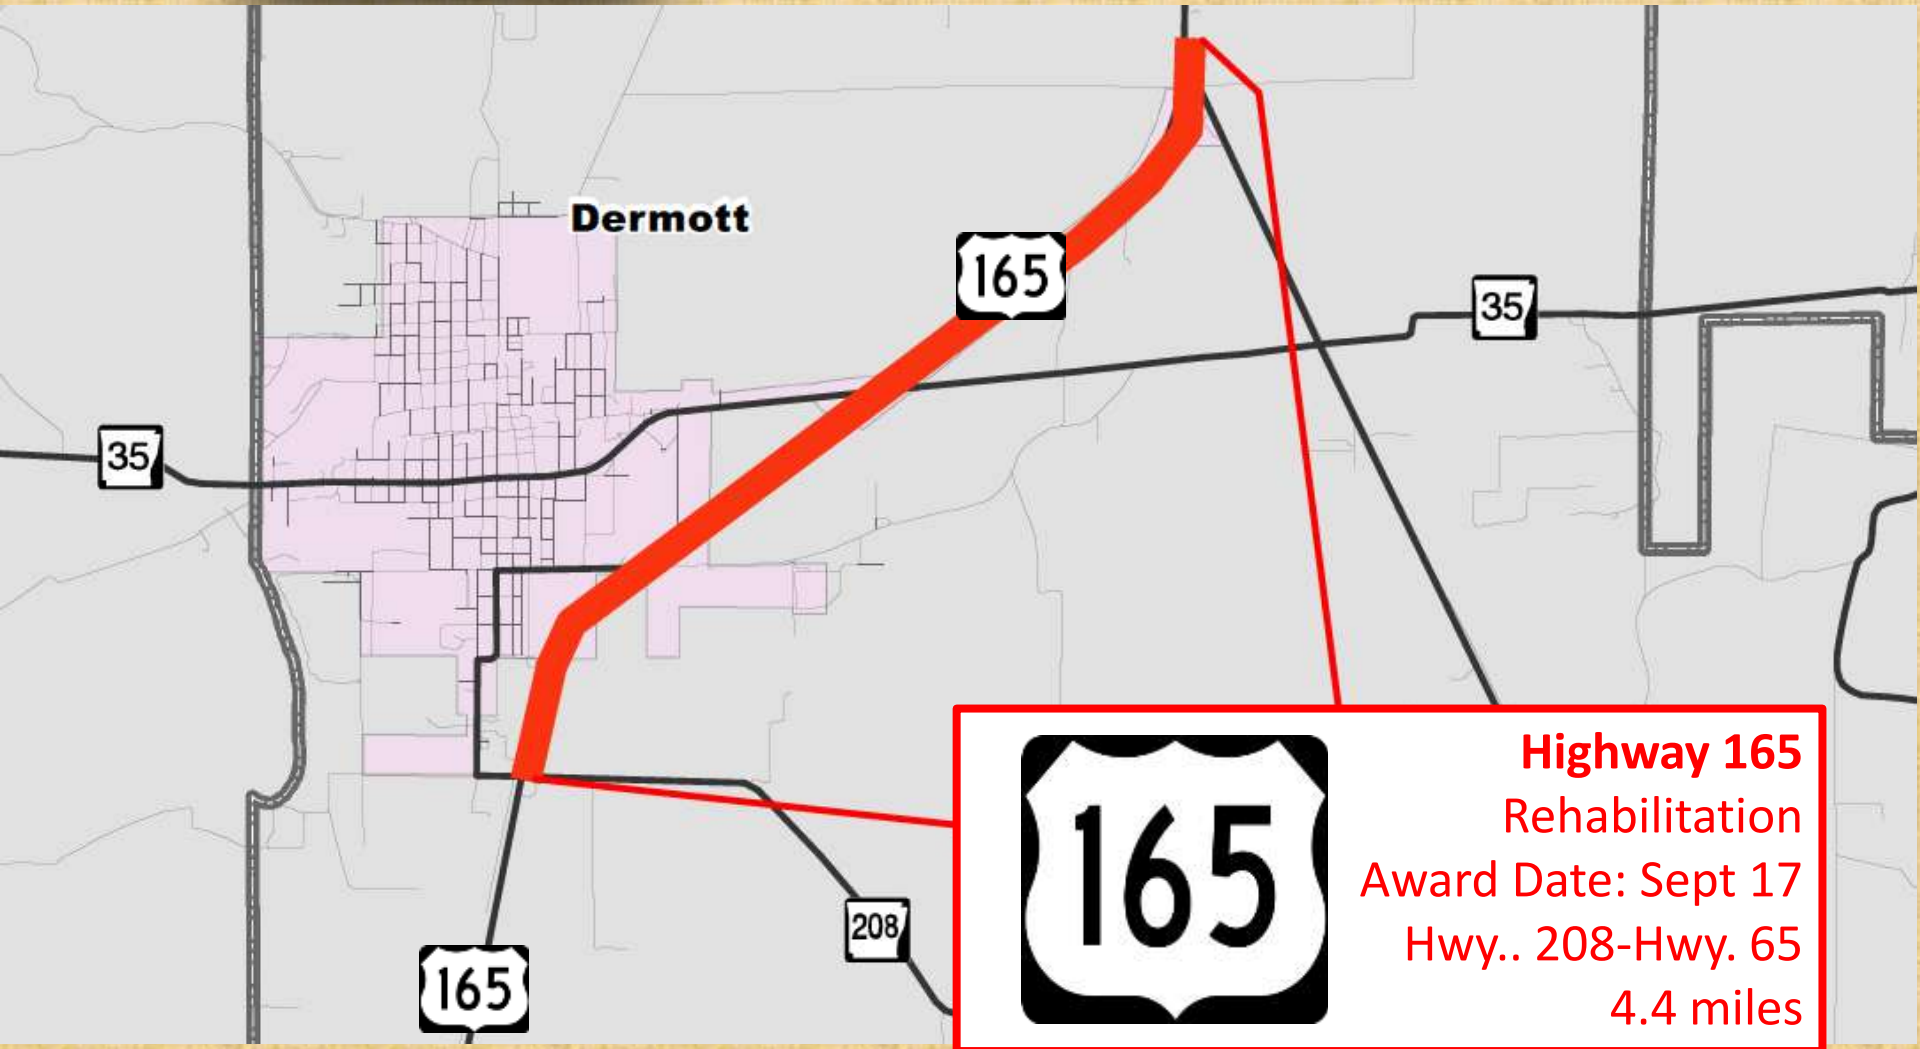 Dermott
165
35
35
208
165
165
Highway 165
Rehabilitation
Award Date: Sept 17
Hwy.. 208-Hwy. 65
4.4 miles